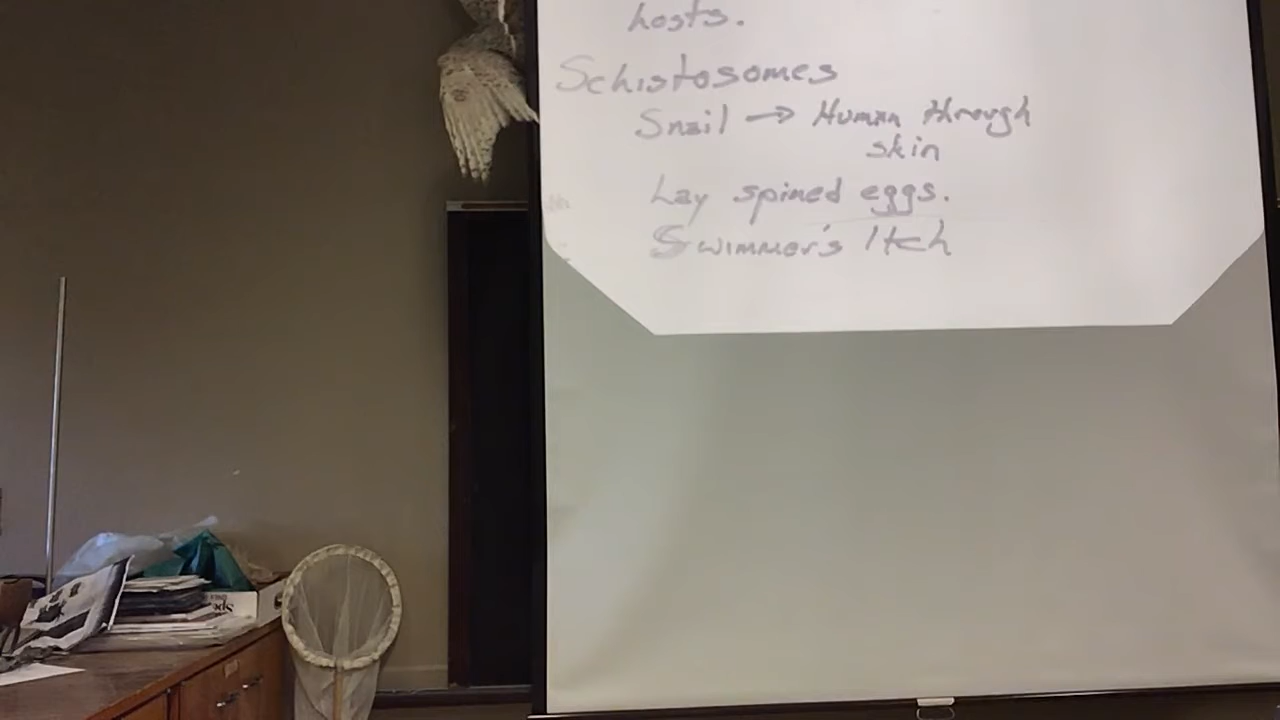 hosts.
Schistosomes
Snail → Human through
skin
Lay spined eggs.
Swimmer's Itch